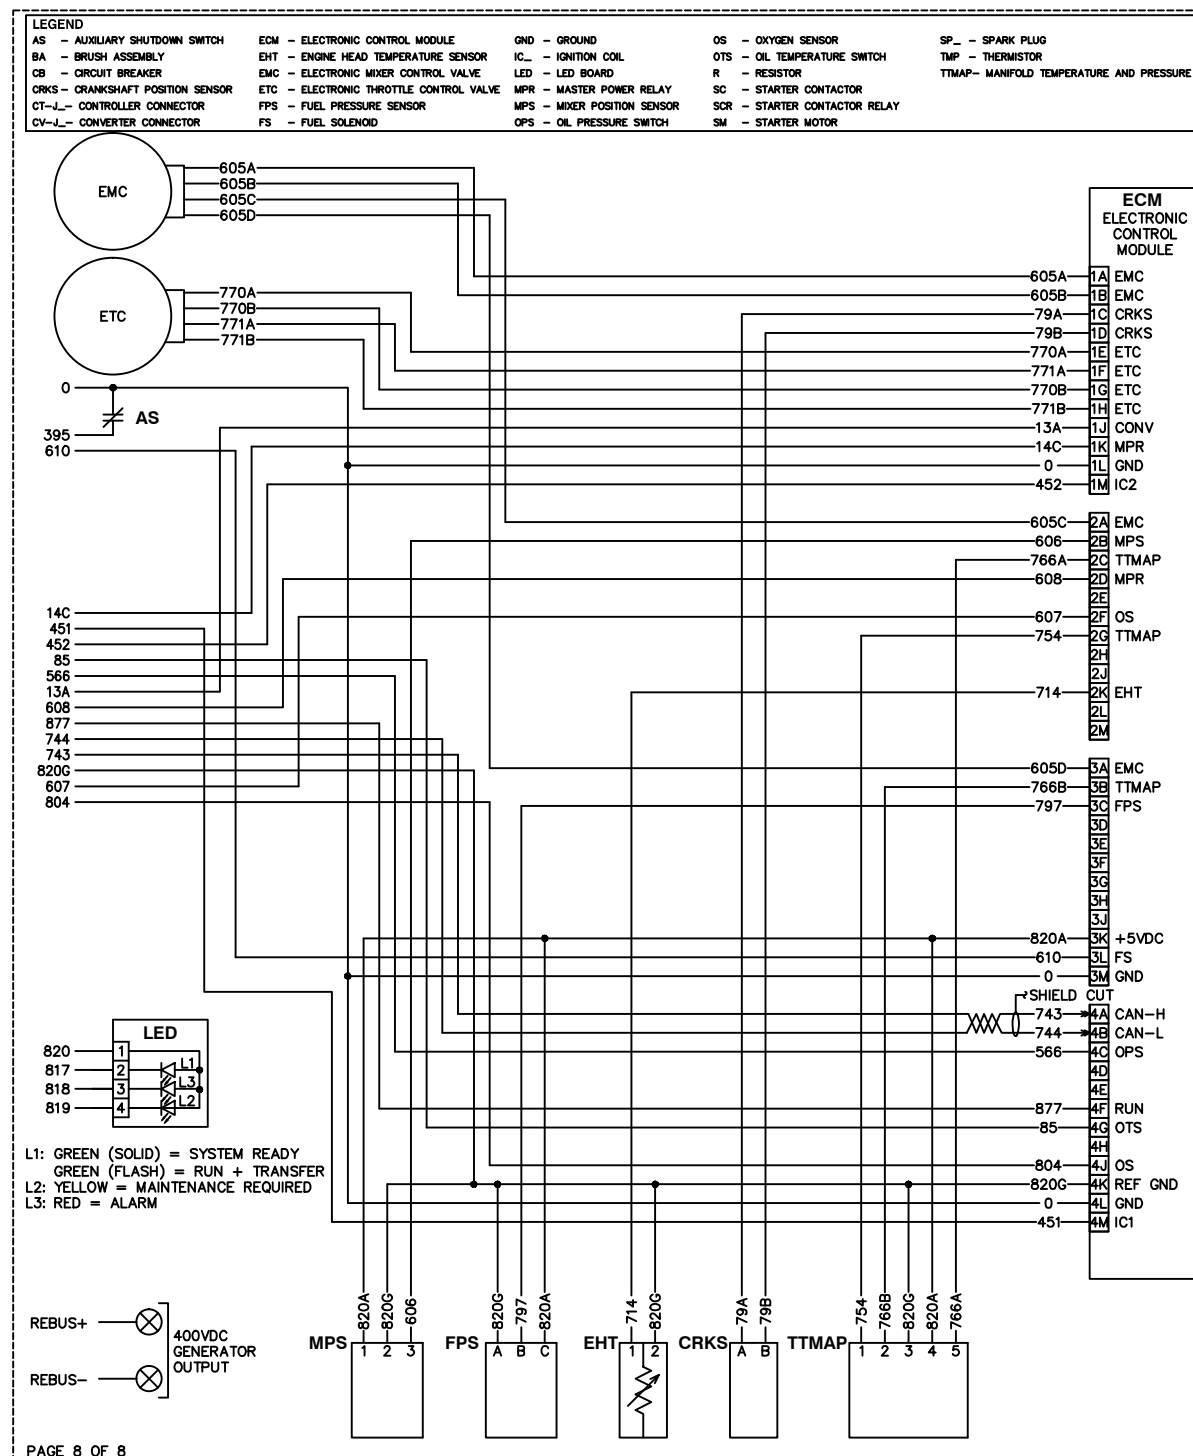 LEGEND
AS – AUXILIARY SHUTDOWN SWITCH
BA – BRUSH ASSEMBLY
CB – CIRCUIT BREAKER
CRKS – CRANKSHAFT POSITION SENSOR
CT-J_– CONTROLLER CONNECTOR
CV-J_– CONVERTER CONNECTOR
ECM – ELECTRONIC CONTROL MODULE
EHT – ENGINE HEAD TEMPERATURE SENSOR
EMC – ELECTRONIC MIXER CONTROL VALVE
ETC – ELECTRONIC THROTTLE CONTROL VALVE
FPS – FUEL PRESSURE SENSOR
FS – FUEL SOLENOID
GND – GROUND
IC_ – IGNITION COIL
LED – LED BOARD
MPR – MASTER POWER RELAY
MPS – MIXER POSITION SENSOR
OPS – OIL PRESSURE SWITCH
OS – OXYGEN SENSOR
OTS – OIL TEMPERATURE SWITCH
R – RESISTOR
SC – STARTER CONTACTOR
SCR – STARTER CONTACTOR RELAY
SM – STARTER MOTOR
SP_ – SPARK PLUG
TMP – THERMISTOR
TTMAP– MANIFOLD TEMPERATURE AND PRESSURE
EMC
605A
605B
605C
605D
ETC
770A
770B
771A
771B
0
AS
395
610
14C
451
452
85
566
13A
608
877
744
743
820G
607
804
ECM
ELECTRONIC
CONTROL
MODULE
605A 1A EMC
605B 1B EMC
79A 1C CRKS
79B 1D CRKS
770A 1E ETC
771A 1F ETC
770B 1G ETC
771B 1H ETC
13A 1J CONV
14C 1K MPR
0 1L GND
452 1M IC2
605C 2A EMC
606 2B MPS
766A 2C TTMAP
608 2D MPR
2E
607 2F OS
754 2G TTMAP
2H
2J
714 2K EHT
2L
2M
605D 3A EMC
766B 3B TTMAP
797 3C FPS
3D
3E
3F
3G
3H
3J
820A 3K +5VDC
610 3L FS
0 3M GND
SHIELD CUT
743 4A CAN-H
744 4B CAN-L
566 4C OPS
4D
4E
877 4F RUN
85 4G OTS
4H
804 4J OS
820G 4K REF GND
0 4L GND
451 4M IC1
LED
820 1
817 2 L1
818 3 L3
819 4 L2
L1: GREEN (SOLID) = SYSTEM READY
GREEN (FLASH) = RUN + TRANSFER
L2: YELLOW = MAINTENANCE REQUIRED
L3: RED = ALARM
REBUS+
REBUS-
400VDC
GENERATOR
OUTPUT
820A 820G 606
MPS 1 2 3
820G 797 820A
FPS A B C
714 820G
EHT 1 2
79A 79B
CRKS A B
754 766B 820G 820A 766A
TTMAP 1 2 3 4 5
PAGE 8 OF 8